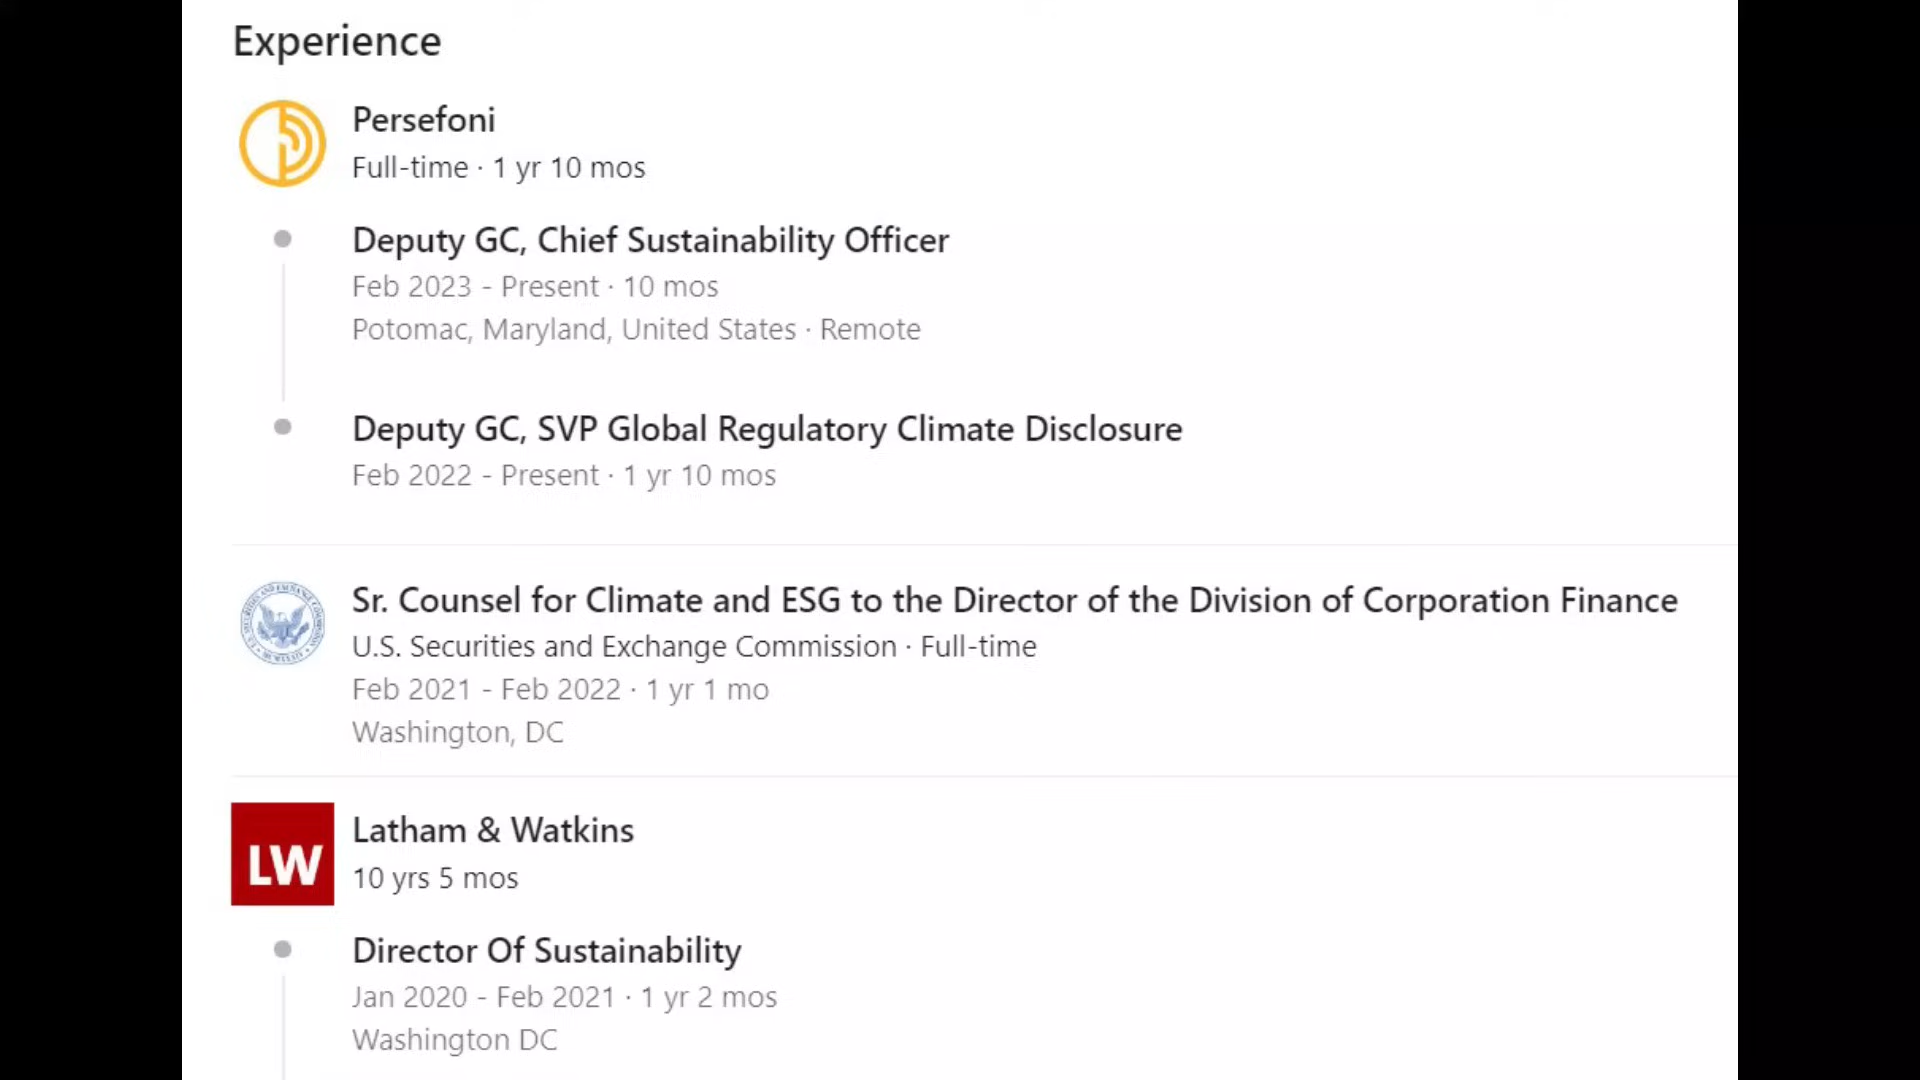 Experience
Persefoni
Full-time · 1 yr 10 mos
Deputy GC, Chief Sustainability Officer
Feb 2023 - Present · 10 mos
Potomac, Maryland, United States · Remote
Deputy GC, SVP Global Regulatory Climate Disclosure
Feb 2022 - Present · 1 yr 10 mos
Sr. Counsel for Climate and ESG to the Director of the Division of Corporation Finance
U.S. Securities and Exchange Commission · Full-time
Feb 2021 - Feb 2022 · 1 yr 1 mo
Washington, DC
LW
Latham & Watkins
10 yrs 5 mos
Director Of Sustainability
Jan 2020 - Feb 2021 · 1 yr 2 mos
Washington DC